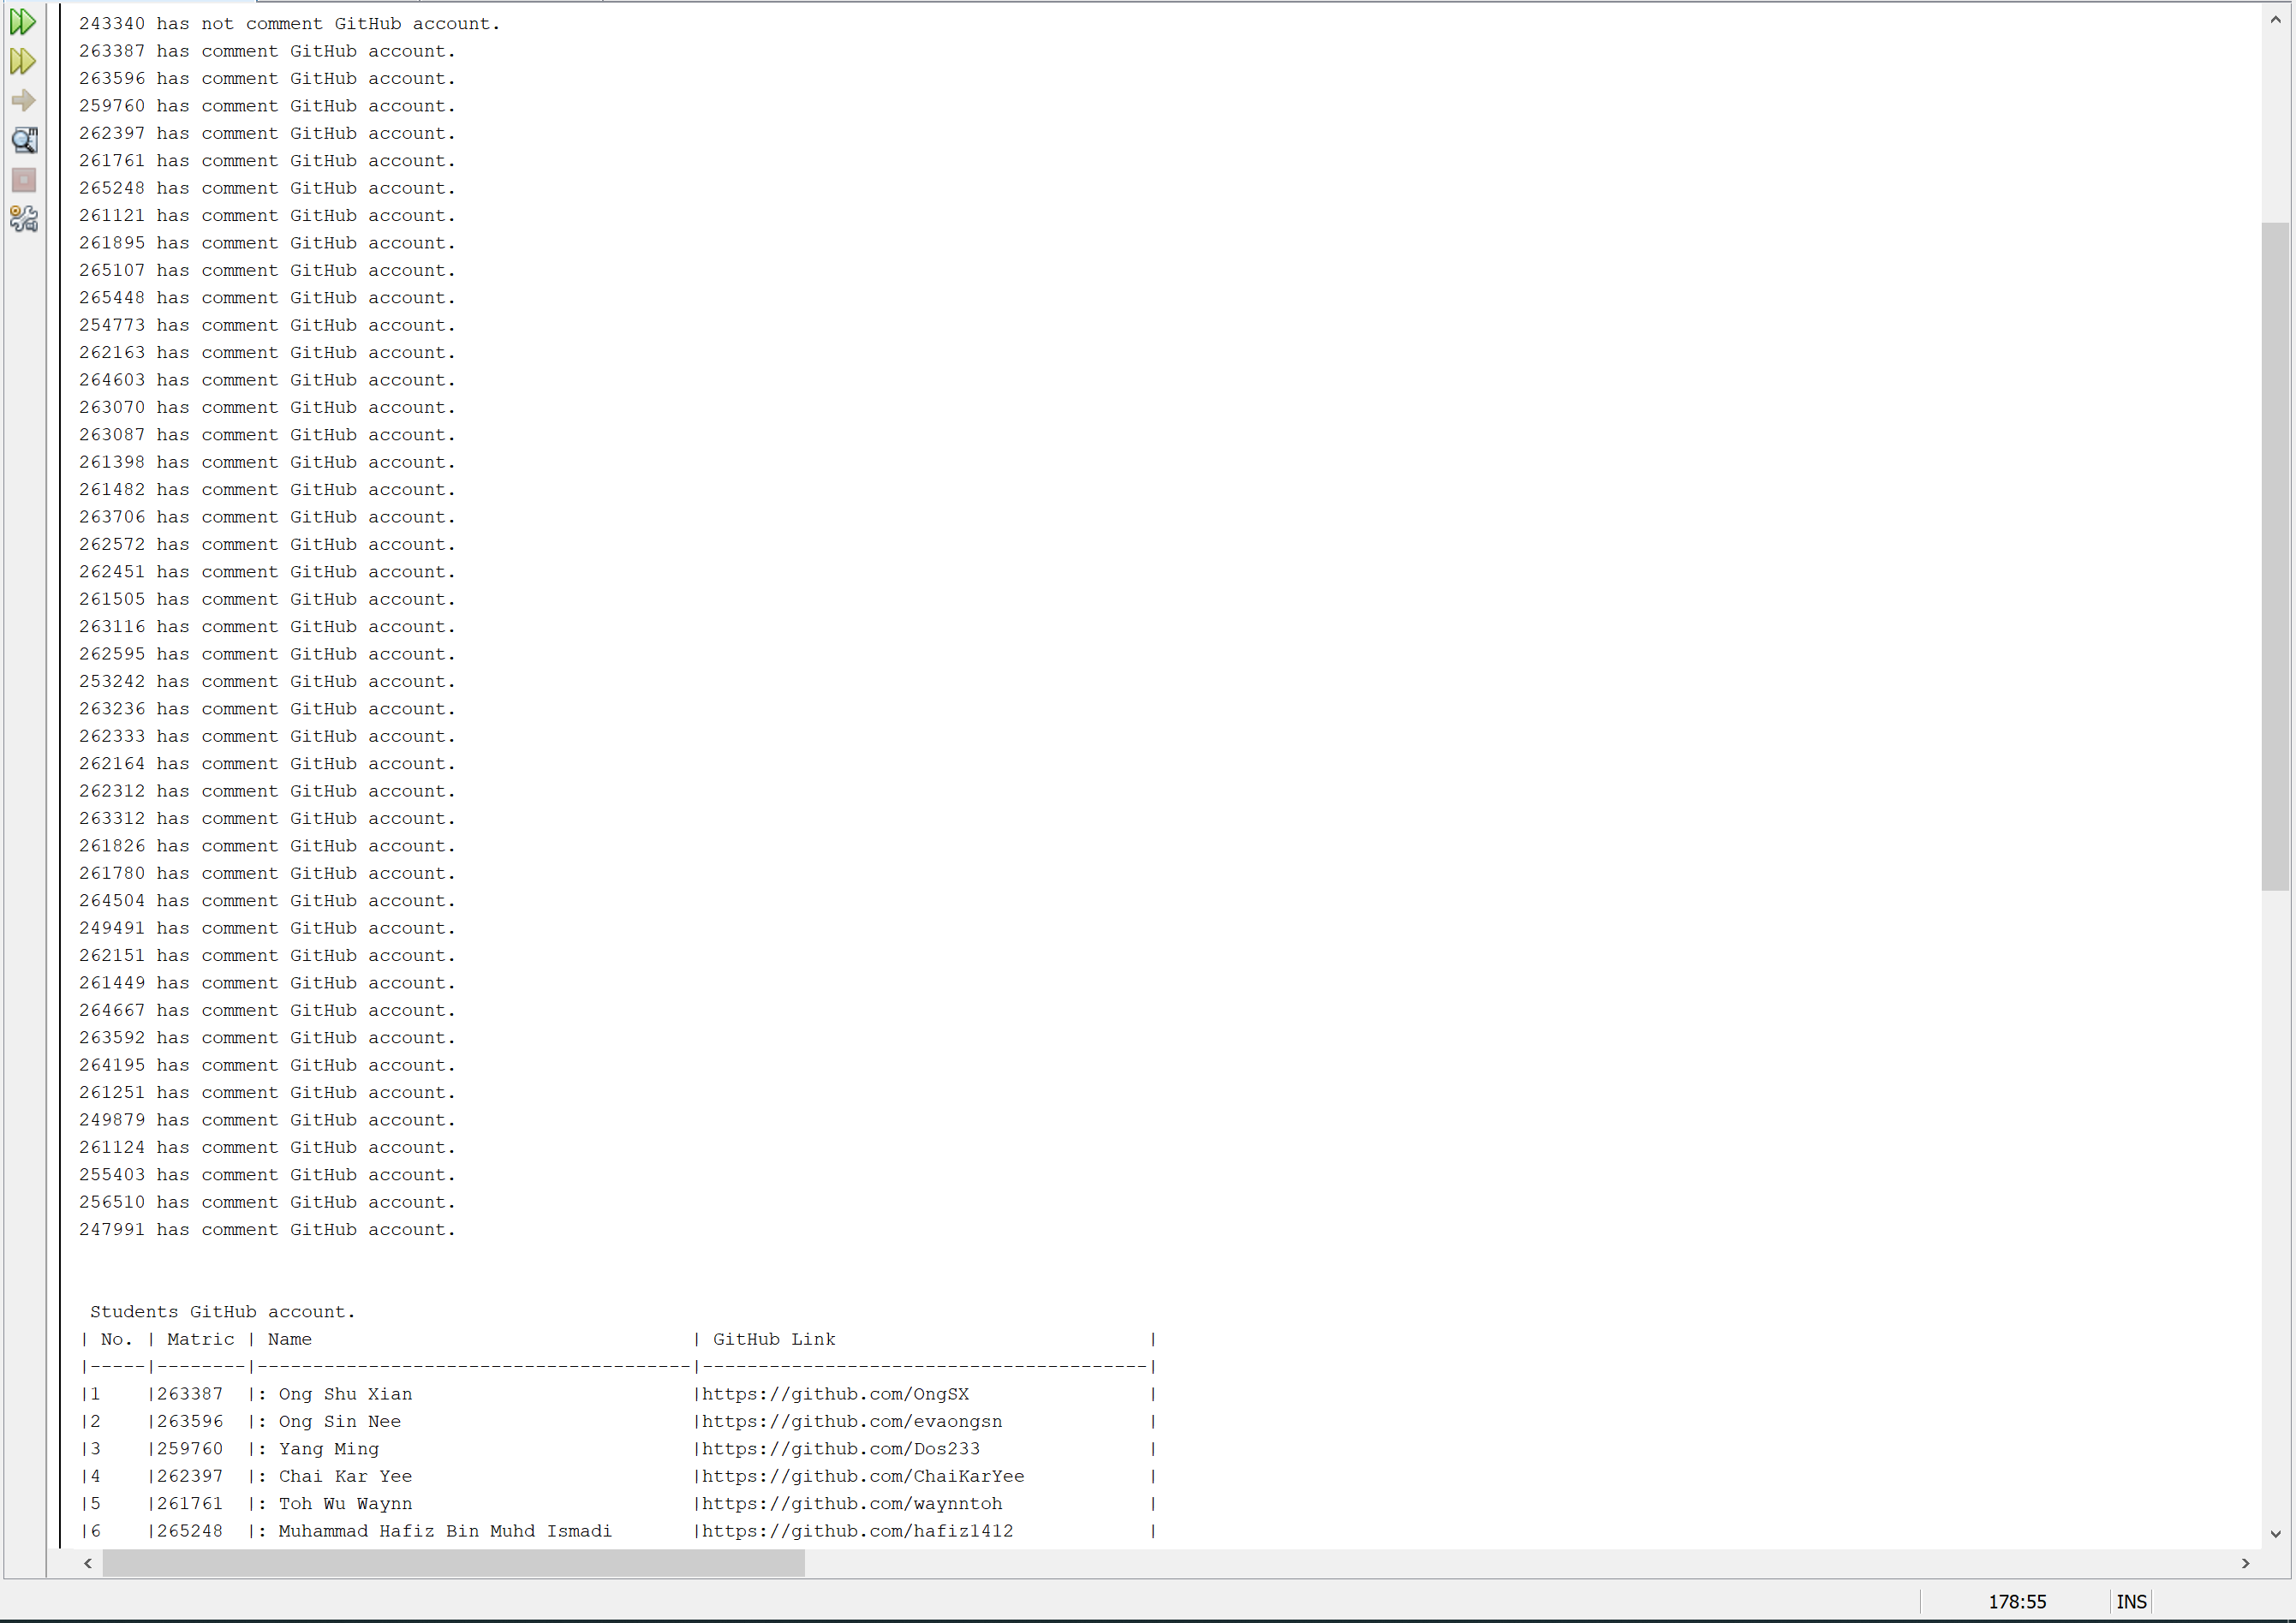 243340 has not comment GitHub account.
263387 has comment GitHub account.
263596 has comment GitHub account.
259760 has comment GitHub account.
262397 has comment GitHub account.
261761 has comment GitHub account.
265248 has comment GitHub account.
261121 has comment GitHub account.
261895 has comment GitHub account.
265107 has comment GitHub account.
265448 has comment GitHub account.
254773 has comment GitHub account.
262163 has comment GitHub account.
264603 has comment GitHub account.
263070 has comment GitHub account.
263087 has comment GitHub account.
261398 has comment GitHub account.
261482 has comment GitHub account.
263706 has comment GitHub account.
262572 has comment GitHub account.
262451 has comment GitHub account.
261505 has comment GitHub account.
263116 has comment GitHub account.
262595 has comment GitHub account.
253242 has comment GitHub account.
263236 has comment GitHub account.
262333 has comment GitHub account.
262164 has comment GitHub account.
262312 has comment GitHub account.
263312 has comment GitHub account.
261826 has comment GitHub account.
261780 has comment GitHub account.
264504 has comment GitHub account.
249491 has comment GitHub account.
262151 has comment GitHub account.
261449 has comment GitHub account.
264667 has comment GitHub account.
263592 has comment GitHub account.
264195 has comment GitHub account.
261251 has comment GitHub account.
249879 has comment GitHub account.
261124 has comment GitHub account.
255403 has comment GitHub account.
256510 has comment GitHub account.
247991 has comment GitHub account.
Students GitHub account.
| No. | Matric | Name                                  | GitHub Link                            |
|-----|--------|---------------------------------------|----------------------------------------|
|1    |263387  |: Ong Shu Xian                         |https://github.com/OngSX                |
|2    |263596  |: Ong Sin Nee                          |https://github.com/evaongsn             |
|3    |259760  |: Yang Ming                            |https://github.com/Dos233               |
|4    |262397  |: Chai Kar Yee                         |https://github.com/ChaiKarYee           |
|5    |261761  |: Toh Wu Waynn                         |https://github.com/waynntoh             |
|6    |265248  |: Muhammad Hafiz Bin Muhd Ismadi       |https://github.com/hafiz1412            |
178:55 INS